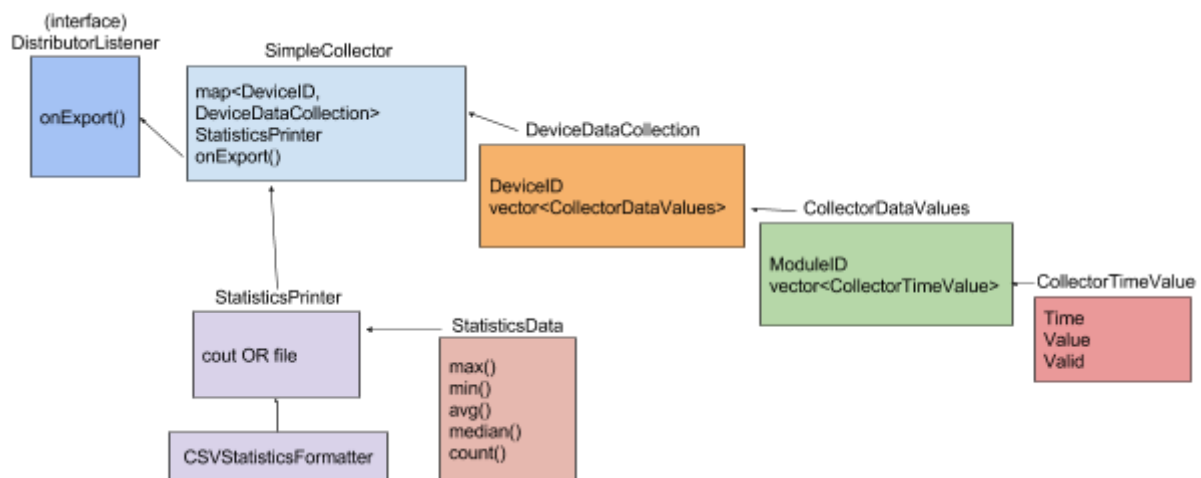 (interface)
DistributorListener
onExport()
SimpleCollector
map<DeviceID,
DeviceDataCollection>
StatisticsPrinter
onExport()
DeviceDataCollection
DeviceID
vector<CollectorDataValues>
CollectorDataValues
ModuleID
vector<CollectorTimeValue>
CollectorTimeValue
Time
Value
Valid
StatisticsPrinter
cout OR file
CSVStatisticsFormatter
StatisticsData
max()
min()
avg()
median()
count()